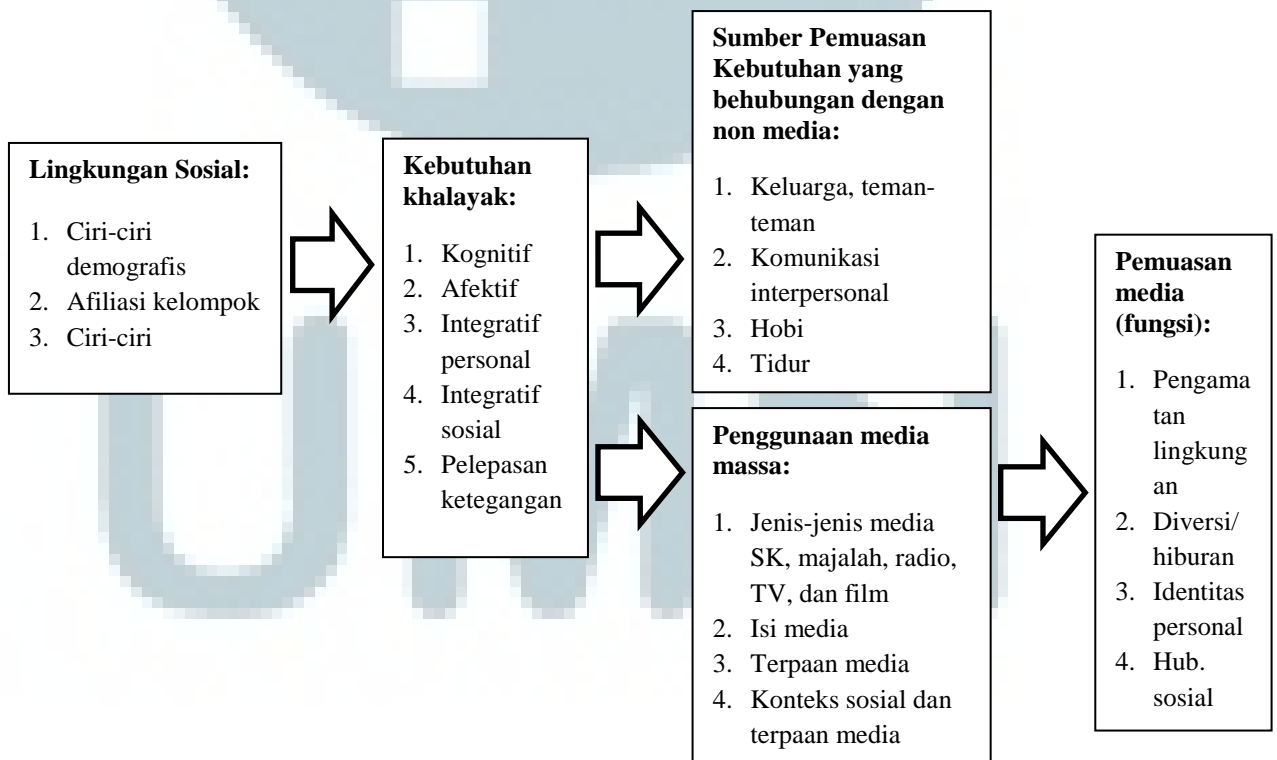 Lingkungan Sosial:
1. Ciri-ciri
demografis
2. Afiliasi kelompok
3. Ciri-ciri
Kebutuhan
khalayak:
1. Kognitif
2. Afektif
3. Integratif
personal
4. Integratif
sosial
5. Pelepasan
ketegangan
Sumber Pemuasan
Kebutuhan yang
behubungan dengan
non media:
1. Keluarga, teman-
teman
2. Komunikasi
interpersonal
3. Hobi
4. Tidur
Penggunaan media
massa:
1. Jenis-jenis media
SK, majalah, radio,
TV, dan film
2. Isi media
3. Terpaan media
4. Konteks sosial dan
terpaan media
Pemuasan
media
(fungsi):
1. Pengama
tan
lingkung
an
2. Diversi/
hiburan
3. Identitas
personal
4. Hub.
sosial